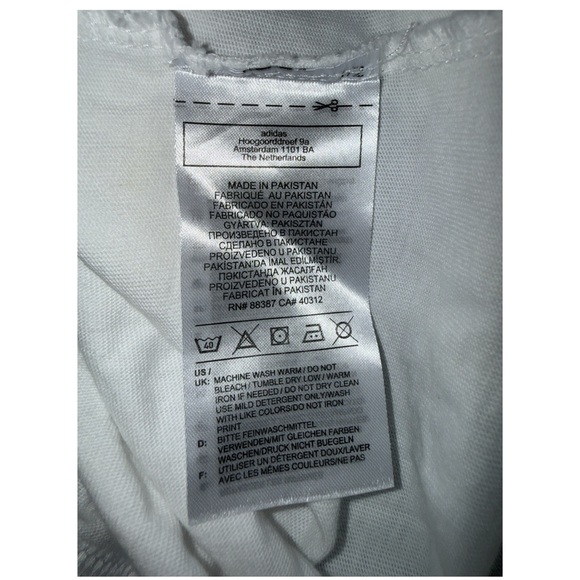 adidas
Hoogoorddreef 9a
Amsterdam 1101 BA
The Netherlands
MADE IN PAKISTAN
FABRIQUÉ AU PAKISTAN
FABRICADO EN PAKISTÁN
FABRICADO NO PAQUISTÃO
GYÁRTVA: PAKISZTÁN
ПРОИЗВЕДЕНО В ПАКИСТАН
СДЕЛАНО В ПАКИСТАНЕ
PROIZVEDENO U PAKISTANU
PAKİSTAN'DA İMAL EDİLMİŞTİR.
ПӘКІСТАНДА ЖАСАЛҒАН
PROIZVEDENO U PAKISTANU
FABRICAT ÎN PAKISTAN
RN# 88387 CA# 40312
40
US /
UK: MACHINE WASH WARM / DO NOT
BLEACH / TUMBLE DRY LOW / WARM
IRON IF NEEDED / DO NOT DRY CLEAN
USE MILD DETERGENT ONLY/WASH
WITH LIKE COLORS/DO NOT IRON
PRINT
D: BITTE FEINWASCHMITTEL
VERWENDEN/MIT GLEICHEN FARBEN
WASCHEN/DRUCK NICHT BUEGELN
F: UTILISER UN DÉTERGENT DOUX/LAVER
AVEC LES MÊMES COULEURS/NE PAS